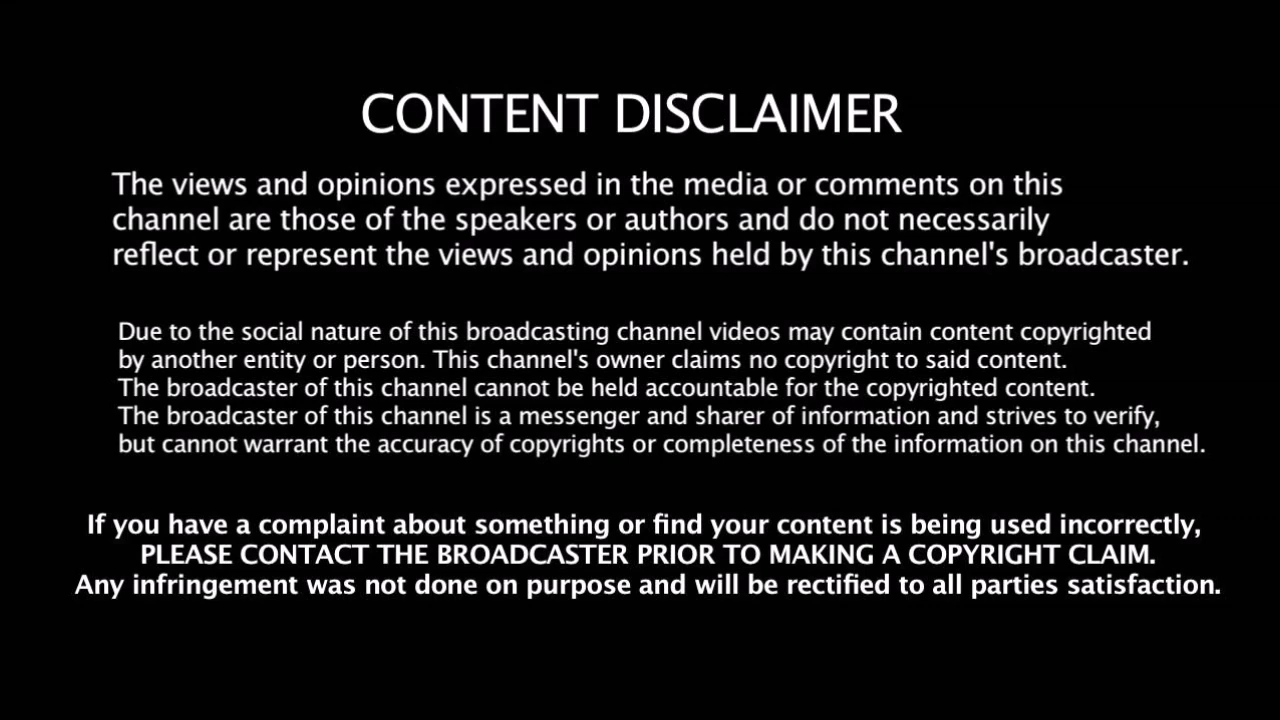 CONTENT DISCLAIMER
The views and opinions expressed in the media or comments on this
channel are those of the speakers or authors and do not necessarily
reflect or represent the views and opinions held by this channel's broadcaster.
Due to the social nature of this broadcasting channel videos may contain content copyrighted
by another entity or person. This channel's owner claims no copyright to said content.
The broadcaster of this channel cannot be held accountable for the copyrighted content.
The broadcaster of this channel is a messenger and sharer of information and strives to verify,
but cannot warrant the accuracy of copyrights or completeness of the information on this channel.
If you have a complaint about something or find your content is being used incorrectly,
PLEASE CONTACT THE BROADCASTER PRIOR TO MAKING A COPYRIGHT CLAIM.
Any infringement was not done on purpose and will be rectified to all parties satisfaction.